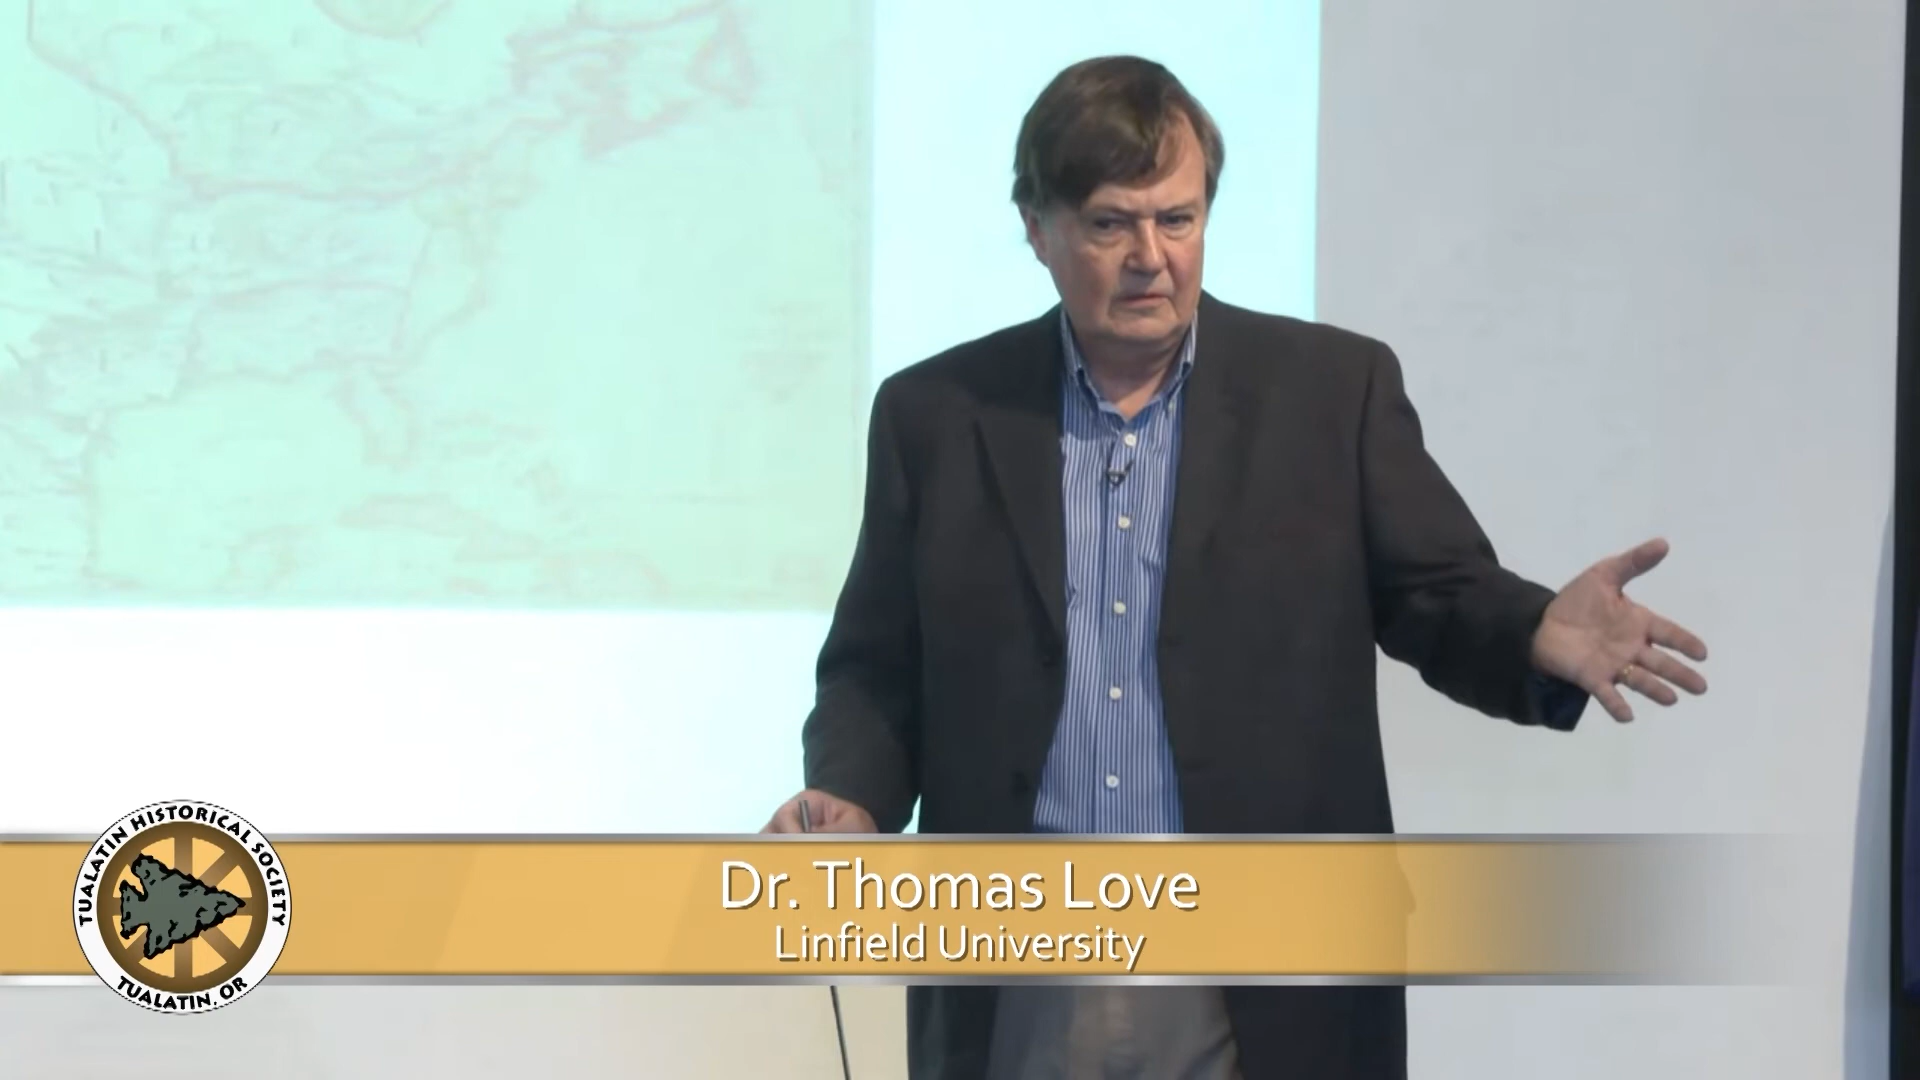 Dr. Thomas Love
Linfield University
TUALATIN HISTORICAL SOCIETY
TUALATIN, OR